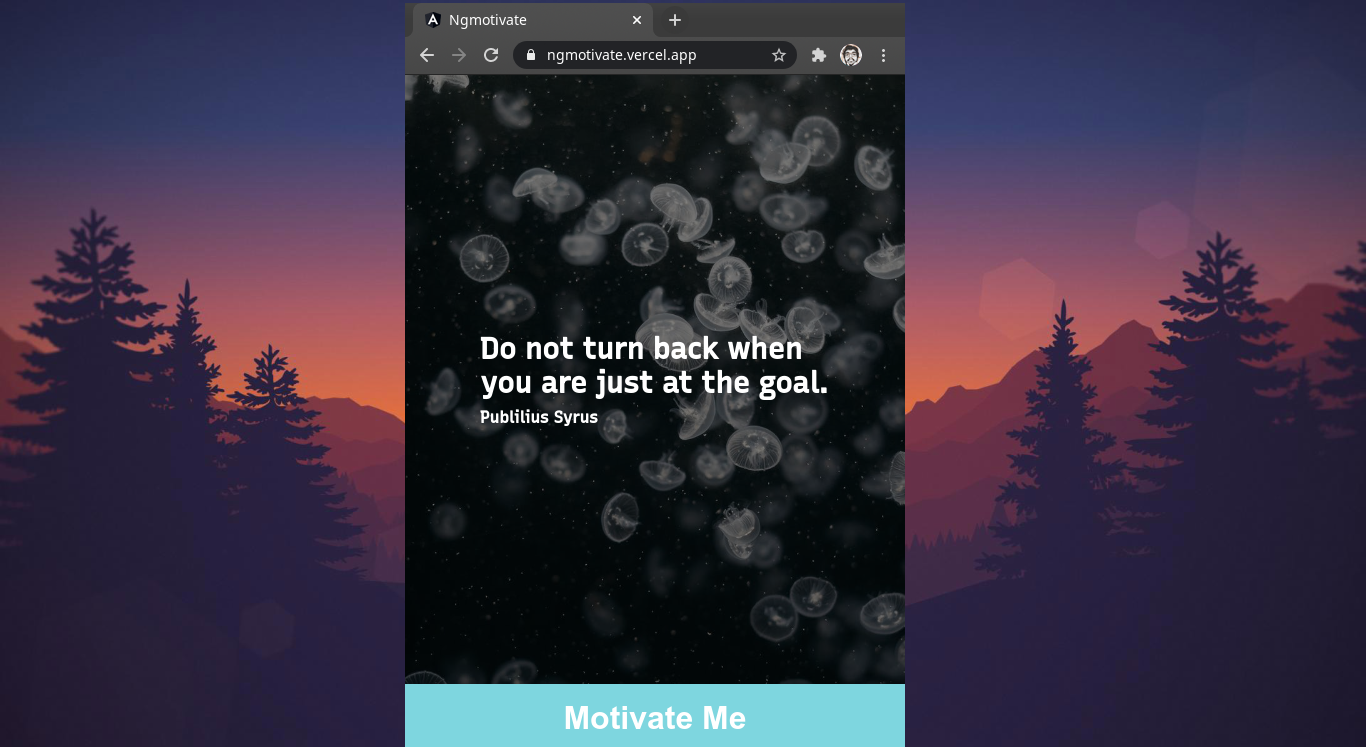 Ngmotivate
ngmotivate.vercel.app
Do not turn back when
you are just at the goal.
Publilius Syrus
Motivate Me